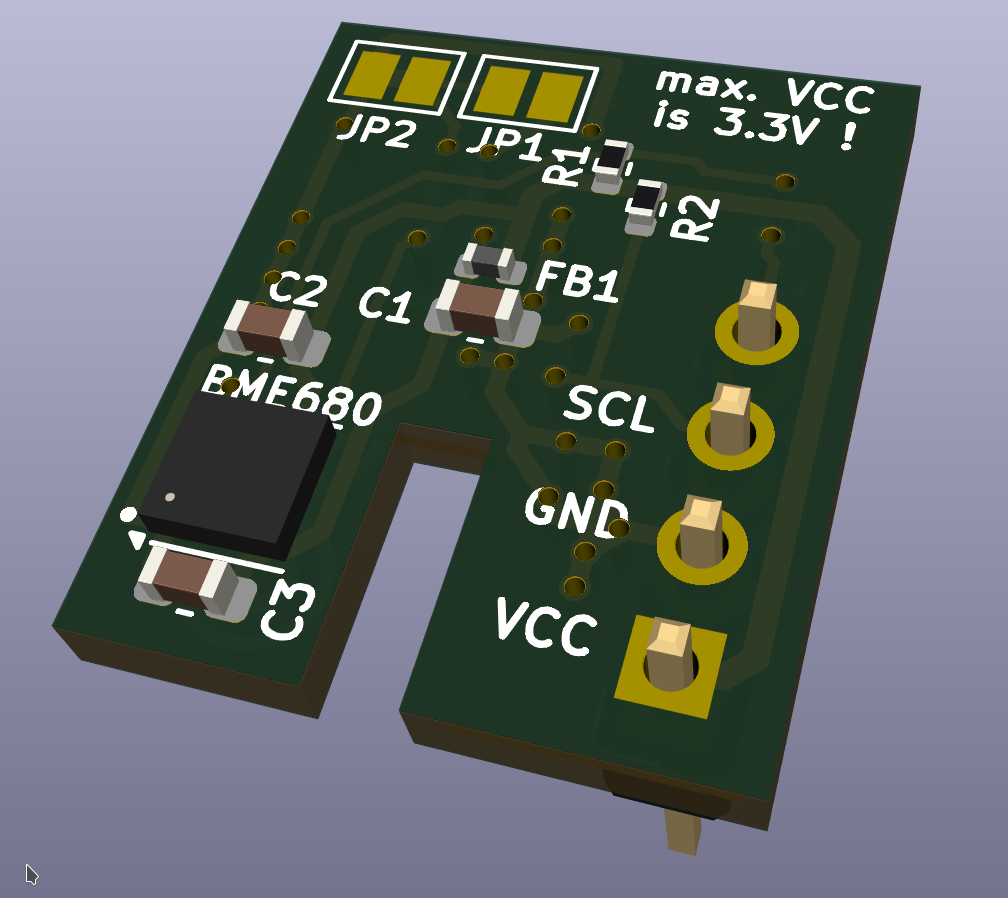 max. VCC
is 3.3V !
JP2
JP1
R1
R2
C2
C1
FB1
BME680
SCL
GND
VCC
C3